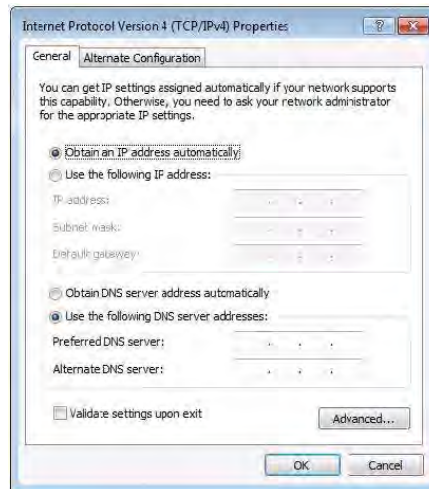 Internet Protocol Version 4 (TCP/IPv4) Properties
General
Alternate Configuration
You can get IP settings assigned automatically if your network supports
this capability. Otherwise, you need to ask your network administrator
for the appropriate IP settings.
Obtain an IP address automatically
Use the following IP address:
IP address:
Subnet mask:
Default gateway:
Obtain DNS server address automatically
Use the following DNS server addresses:
Preferred DNS server:
Alternate DNS server:
Validate settings upon exit
Advanced...
OK
Cancel